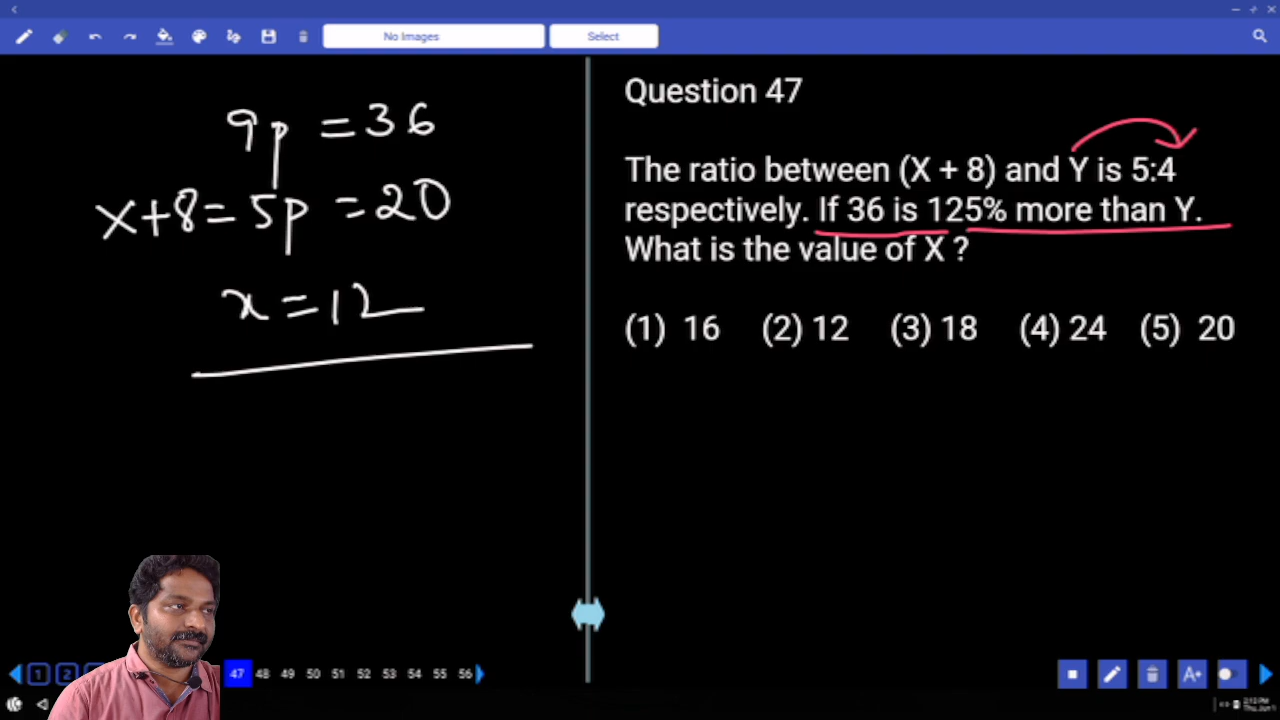 No Images
Select
9p = 36
x+8= 5p = 20
x = 12
Question 47
The ratio between (X + 8) and Y is 5:4
respectively. If 36 is 125% more than Y.
What is the value of X ?
(1) 16 (2) 12 (3) 18 (4) 24 (5) 20
1 2
47 48 49 50 51 52 53 54 55 56
A+